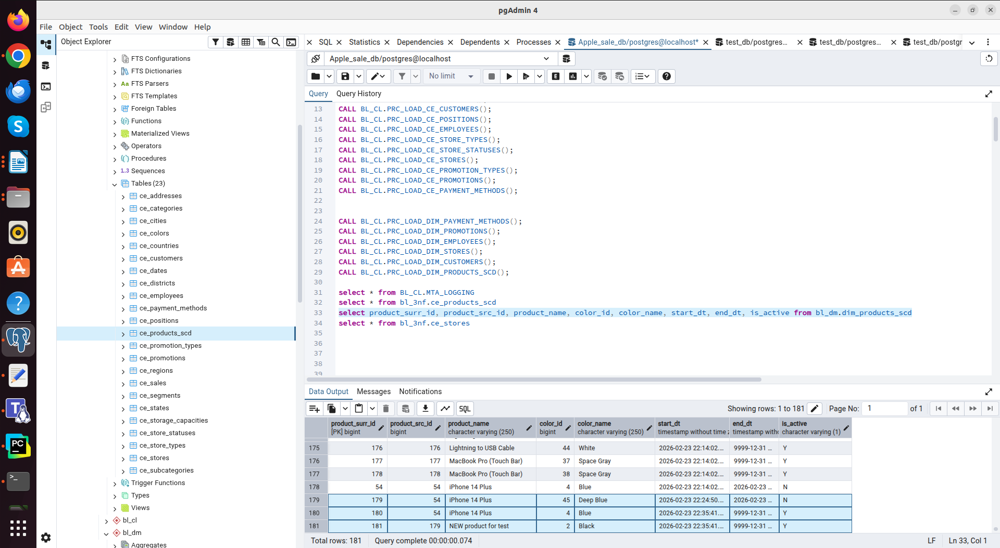 pgAdmin 4
File Object Tools Edit View Window Help
Object Explorer
SQL Statistics Dependencies Dependents Processes Apple_sale_db/postgres@localhost* test_db/postgres... test_db/postgres... test_db/postgr
Apple_sale_db/postgres@localhost
No limit
Query Query History
FTS Configurations
FTS Dictionaries
Aa FTS Parsers
FTS Templates
Foreign Tables
Functions
Materialized Views
Operators
Procedures
1..3 Sequences
Tables (23)
ce_addresses
ce_categories
ce_cities
ce_colors
ce_countries
ce_customers
ce_dates
ce_districts
ce_employees
ce_payment_methods
ce_positions
ce_products_scd
ce_promotion_types
ce_promotions
ce_regions
ce_sales
ce_segments
ce_states
ce_storage_capacities
ce_store_statuses
ce_store_types
ce_stores
ce_subcategories
Trigger Functions
Types
Views
bl_cl
bl_dm
Aggregates
13 CALL BL_CL.PRC_LOAD_CE_CUSTOMERS();
14 CALL BL_CL.PRC_LOAD_CE_POSITIONS();
15 CALL BL_CL.PRC_LOAD_CE_EMPLOYEES();
16 CALL BL_CL.PRC_LOAD_CE_STORE_TYPES();
17 CALL BL_CL.PRC_LOAD_CE_STORE_STATUSES();
18 CALL BL_CL.PRC_LOAD_CE_STORES();
19 CALL BL_CL.PRC_LOAD_CE_PROMOTION_TYPES();
20 CALL BL_CL.PRC_LOAD_CE_PROMOTIONS();
21 CALL BL_CL.PRC_LOAD_CE_PAYMENT_METHODS();
22
23
24 CALL BL_CL.PRC_LOAD_DIM_PAYMENT_METHODS();
25 CALL BL_CL.PRC_LOAD_DIM_PROMOTIONS();
26 CALL BL_CL.PRC_LOAD_DIM_EMPLOYEES();
27 CALL BL_CL.PRC_LOAD_DIM_STORES();
28 CALL BL_CL.PRC_LOAD_DIM_CUSTOMERS();
29 CALL BL_CL.PRC_LOAD_DIM_PRODUCTS_SCD();
30
31 select * from BL_CL.MTA_LOGGING
32 select * from bl_3nf.ce_products_scd
33 select product_surr_id, product_src_id, product_name, color_id, color_name, start_dt, end_dt, is_active from bl_dm.dim_products_scd
34 select * from bl_3nf.ce_stores
35
36
37
38
39
Data Output Messages Notifications
SQL Showing rows: 1 to 181 Page No: 1 of 1
product_surr_id product_src_id product_name color_id color_name start_dt end_dt is_active
[PK] bigint bigint character varying (250) bigint character varying (250) timestamp without time z timestamp witho character varying (1)
175 176 176 Lightning to USB Cable 44 White 2026-02-23 22:14:02.... 9999-12-31 ... Y
176 177 177 MacBook Pro (Touch Bar) 37 Space Gray 2026-02-23 22:14:02.... 9999-12-31 ... Y
177 178 178 MacBook Pro (Touch Bar) 38 Space Gray 2026-02-23 22:14:02.... 9999-12-31 ... Y
178 54 54 iPhone 14 Plus 4 Blue 2026-02-23 22:14:02.... 2026-02-23 ... N
179 179 54 iPhone 14 Plus 45 Deep Blue 2026-02-23 22:24:50.... 2026-02-23 ... N
180 180 54 iPhone 14 Plus 4 Blue 2026-02-23 22:35:41.... 9999-12-31 ... Y
181 181 179 NEW product for test 2 Black 2026-02-23 22:35:41.... 9999-12-31 ... Y
Total rows: 181 Query complete 00:00:00.074 LF Ln 33, Col 1